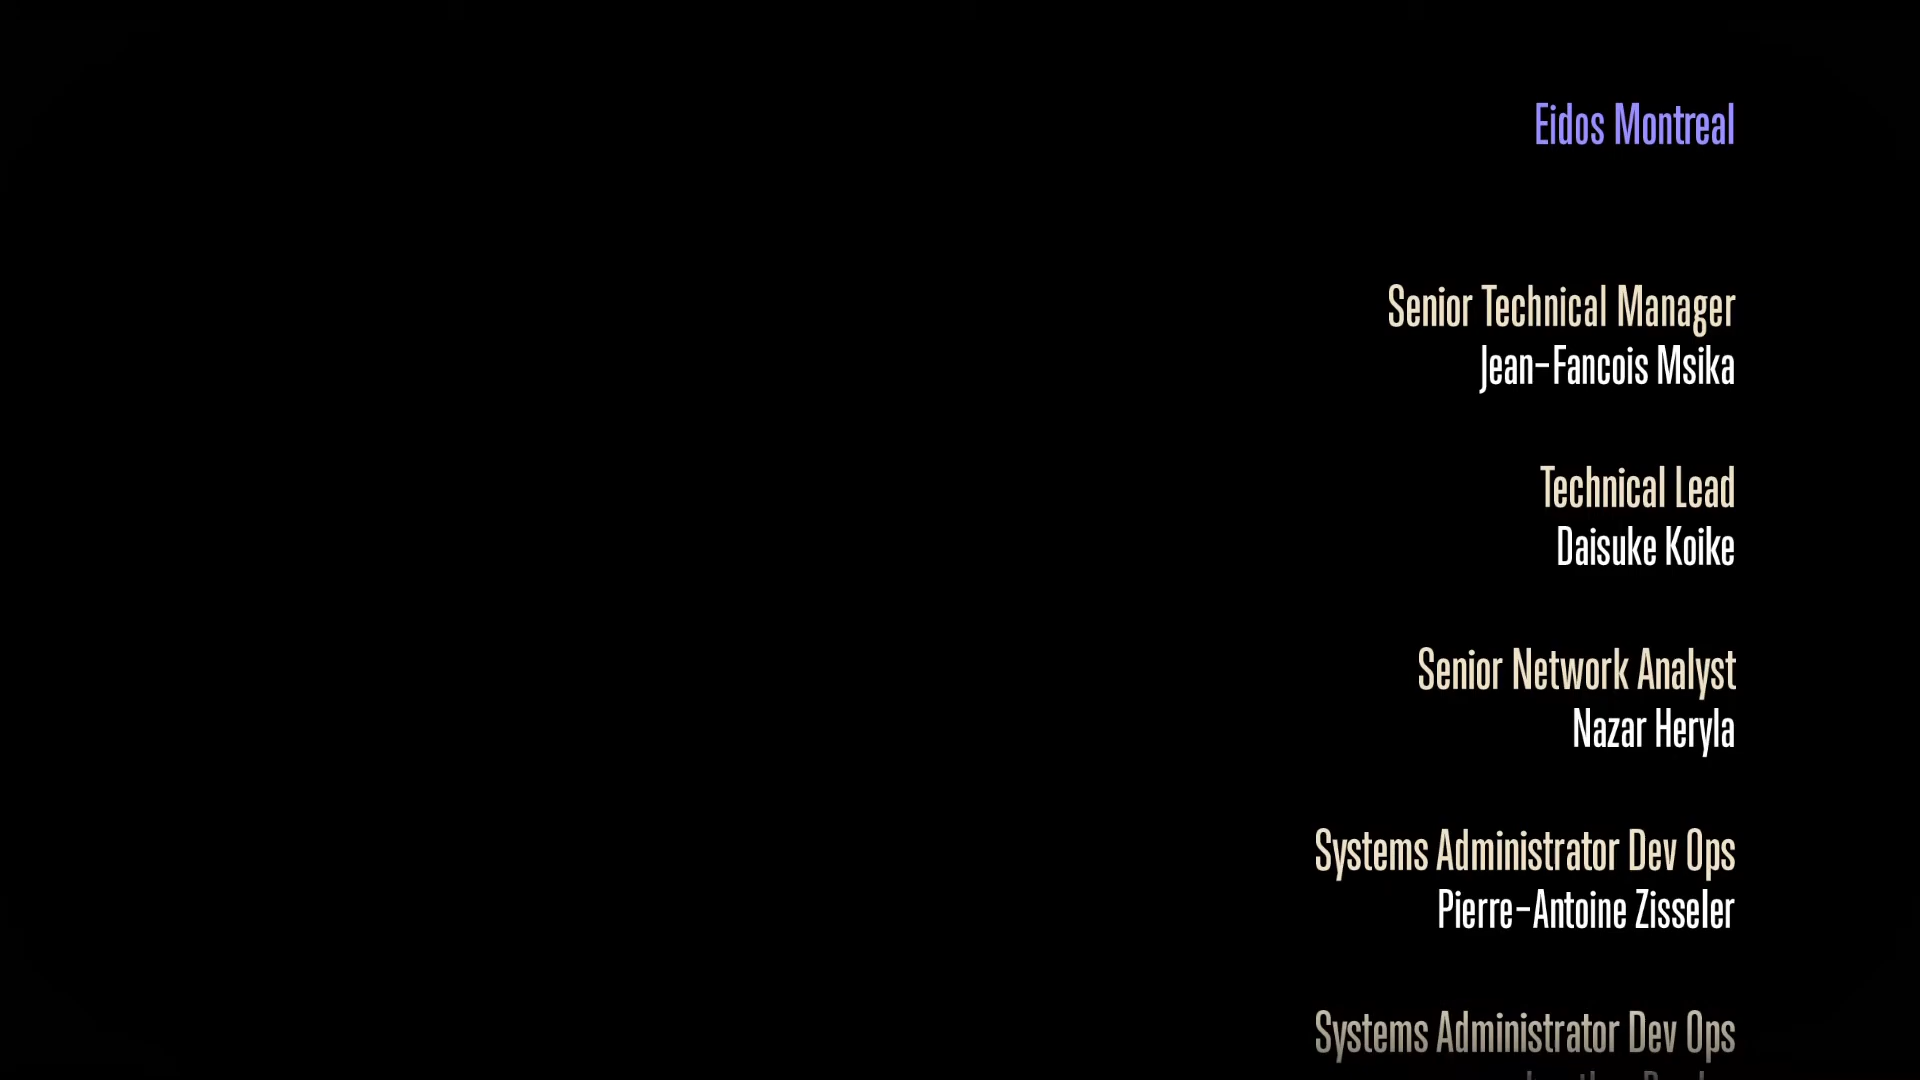 Eidos Montreal
Senior Technical Manager
Jean-Fancois Msika
Technical Lead
Daisuke Koike
Senior Network Analyst
Nazar Heryla
Systems Administrator Dev Ops
Pierre-Antoine Zisseler
Systems Administrator Dev Ops